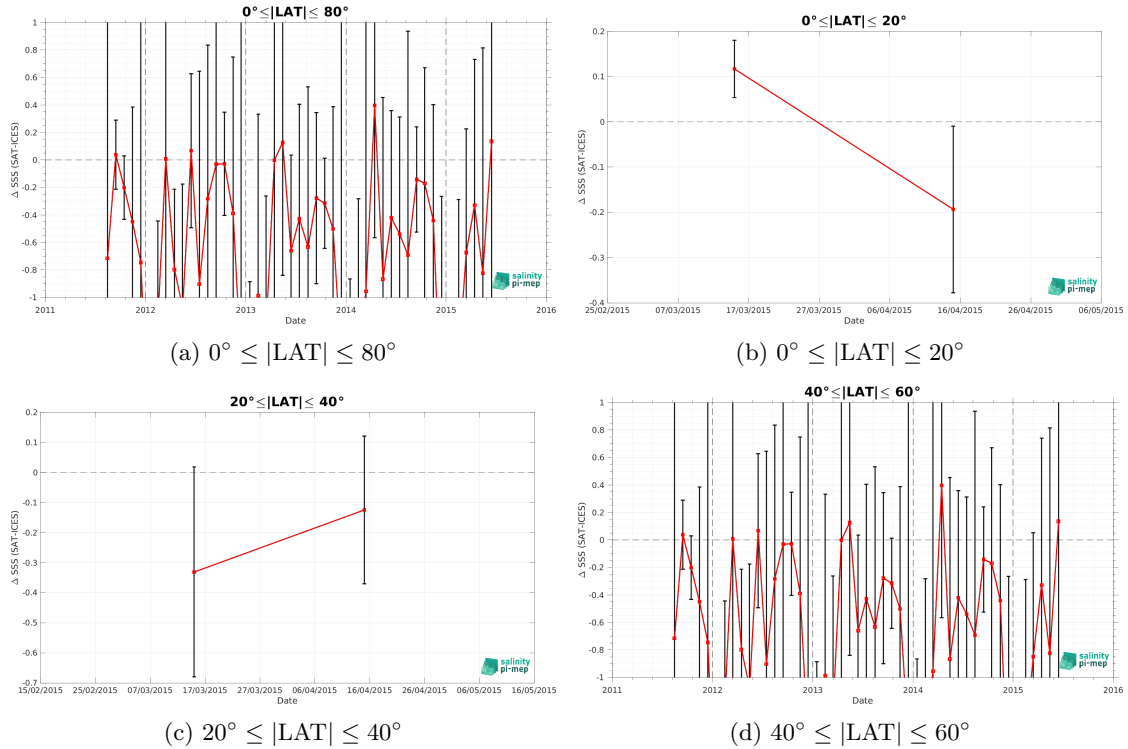 0°≤|LAT|≤ 80°
1
0.8
0.6
0.4
0.2
0
-0.2
-0.4
-0.6
-0.8
-1
Δ SSS (SAT-ICES)
2011
2012
2013
2014
2015
2016
Date
salinity
pi-mep
(a) 0° ≤ |LAT| ≤ 80°
0°≤|LAT|≤ 20°
0.2
0.1
0
-0.1
-0.2
-0.3
-0.4
Δ SSS (SAT-ICES)
25/02/2015
07/03/2015
17/03/2015
27/03/2015
06/04/2015
16/04/2015
26/04/2015
06/05/2015
Date
salinity
pi-mep
(b) 0° ≤ |LAT| ≤ 20°
20°≤|LAT|≤ 40°
0.2
0.1
0
-0.1
-0.2
-0.3
-0.4
-0.5
-0.6
-0.7
Δ SSS (SAT-ICES)
15/02/2015
25/02/2015
07/03/2015
17/03/2015
27/03/2015
06/04/2015
16/04/2015
26/04/2015
06/05/2015
16/05/2015
Date
salinity
pi-mep
(c) 20° ≤ |LAT| ≤ 40°
40°≤|LAT|≤ 60°
1
0.8
0.6
0.4
0.2
0
-0.2
-0.4
-0.6
-0.8
-1
Δ SSS (SAT-ICES)
2011
2012
2013
2014
2015
2016
Date
salinity
pi-mep
(d) 40° ≤ |LAT| ≤ 60°